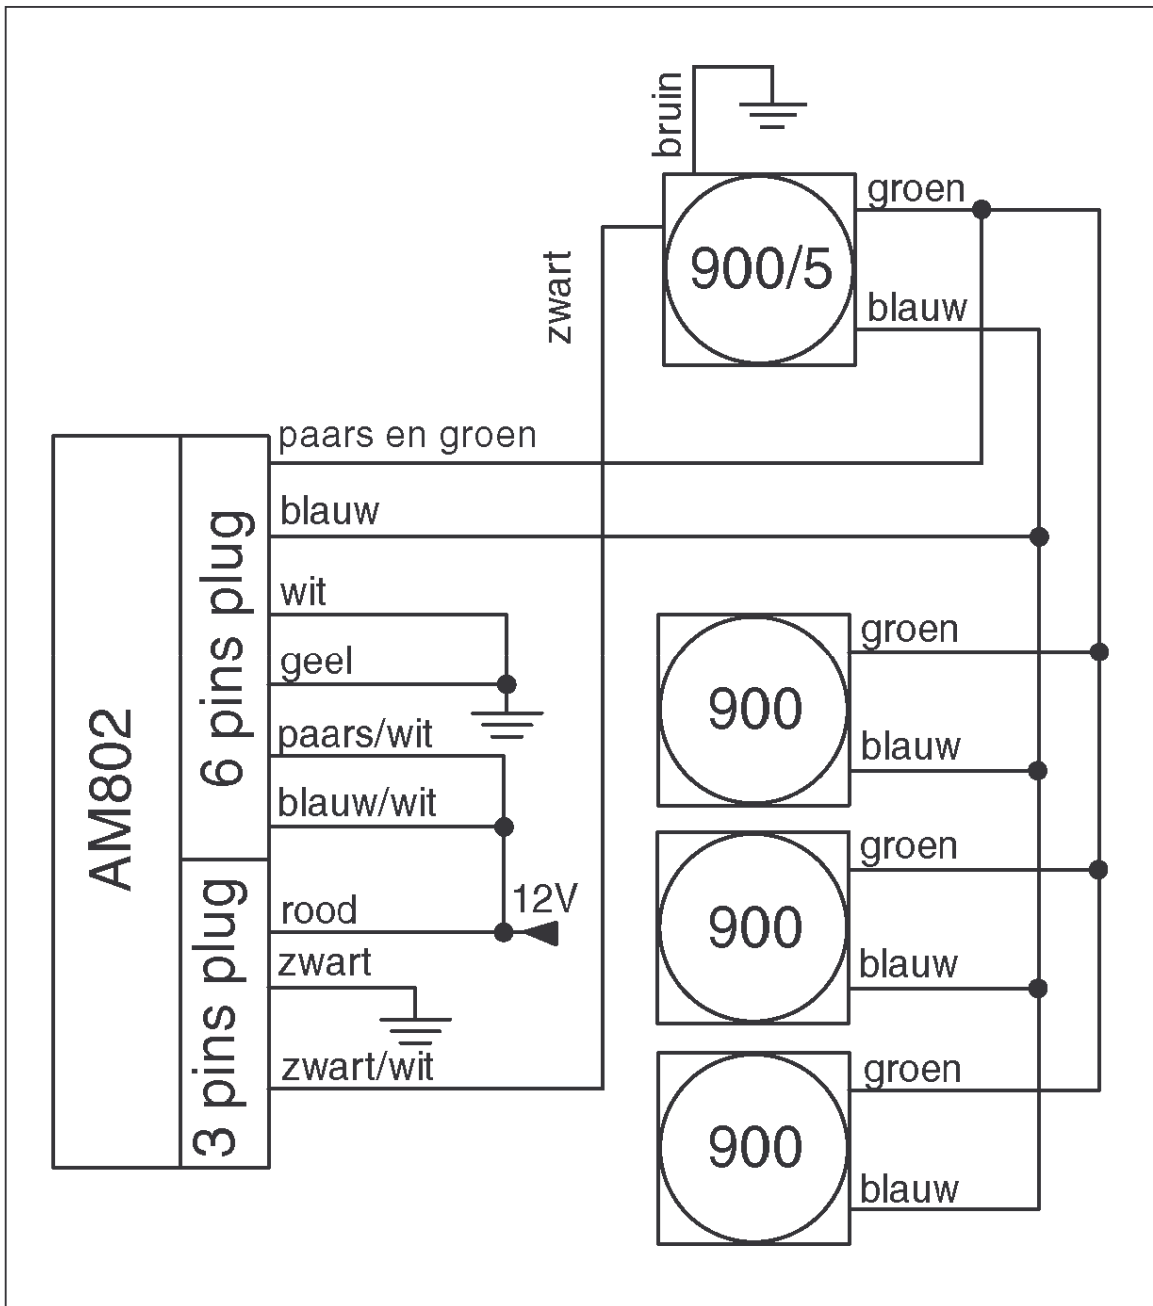 bruin
groen
900/5
zwart
blauw
paars en groen
blauw
wit
geel
paars/wit
blauw/wit
6 pins plug
AM802
rood
12V
zwart
zwart/wit
3 pins plug
groen
900
blauw
groen
900
blauw
groen
900
blauw